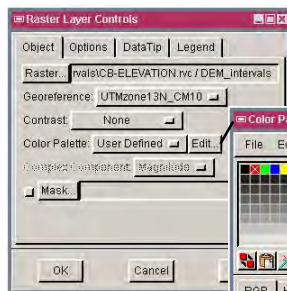 Raster Layer Controls
Object Options DataTip Legend
Raster... rvals\CB-ELEVATION.rvc / DEM_intervals
Georeference: UTMzone13N_CM10
Contrast: None
Color Palette: User Defined Edit...
Complex Component: Magnitude
Mask...
OK Cancel
Color Pa
File Ed
RGB